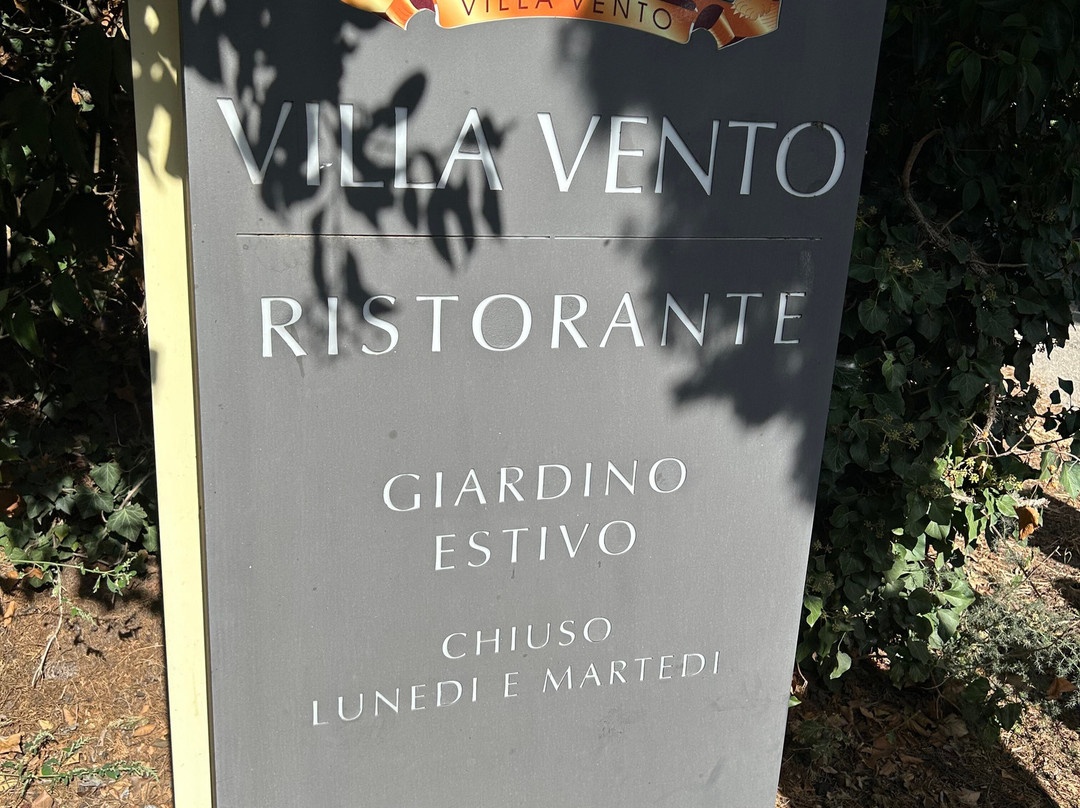 VILLA VENTO
VILLA VENTO
RISTORANTE
GIARDINO
ESTIVO
CHIUSO
LUNEDI E MARTEDI